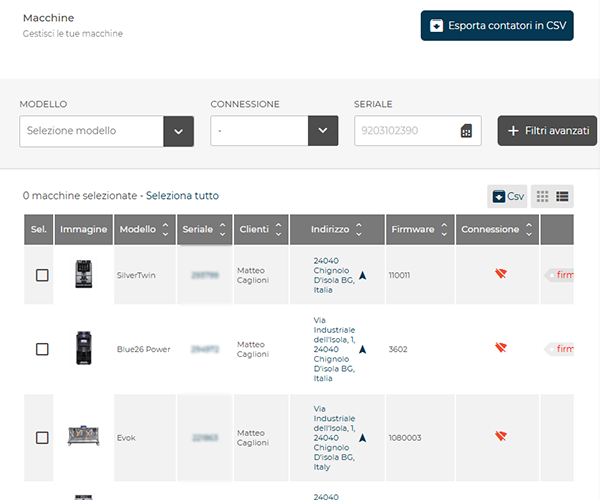 Macchine
Gestisci le tue macchine
Esporta contatori in CSV
MODELLO
CONNESSIONE
SERIALE
Selezione modello
-
9203102390
+ Filtri avanzati
0 macchine selezionate - Seleziona tutto
Csv
Sel. Immagine Modello Seriale Clienti Indirizzo Firmware Connessione
SilverTwin
Matteo
Caglioni
24040
Chignolo
D'isola BG,
Italia
110011
firm
Blue26 Power
Matteo
Caglioni
Via
Industriale
dell'Isola, 1,
24040
Chignolo
D'isola BG,
Italia
3602
firm
Evok
Matteo
Caglioni
Via
Industriale
dell'Isola, 1,
24040
Chignolo
D'isola BG,
Italy
1080003
24040